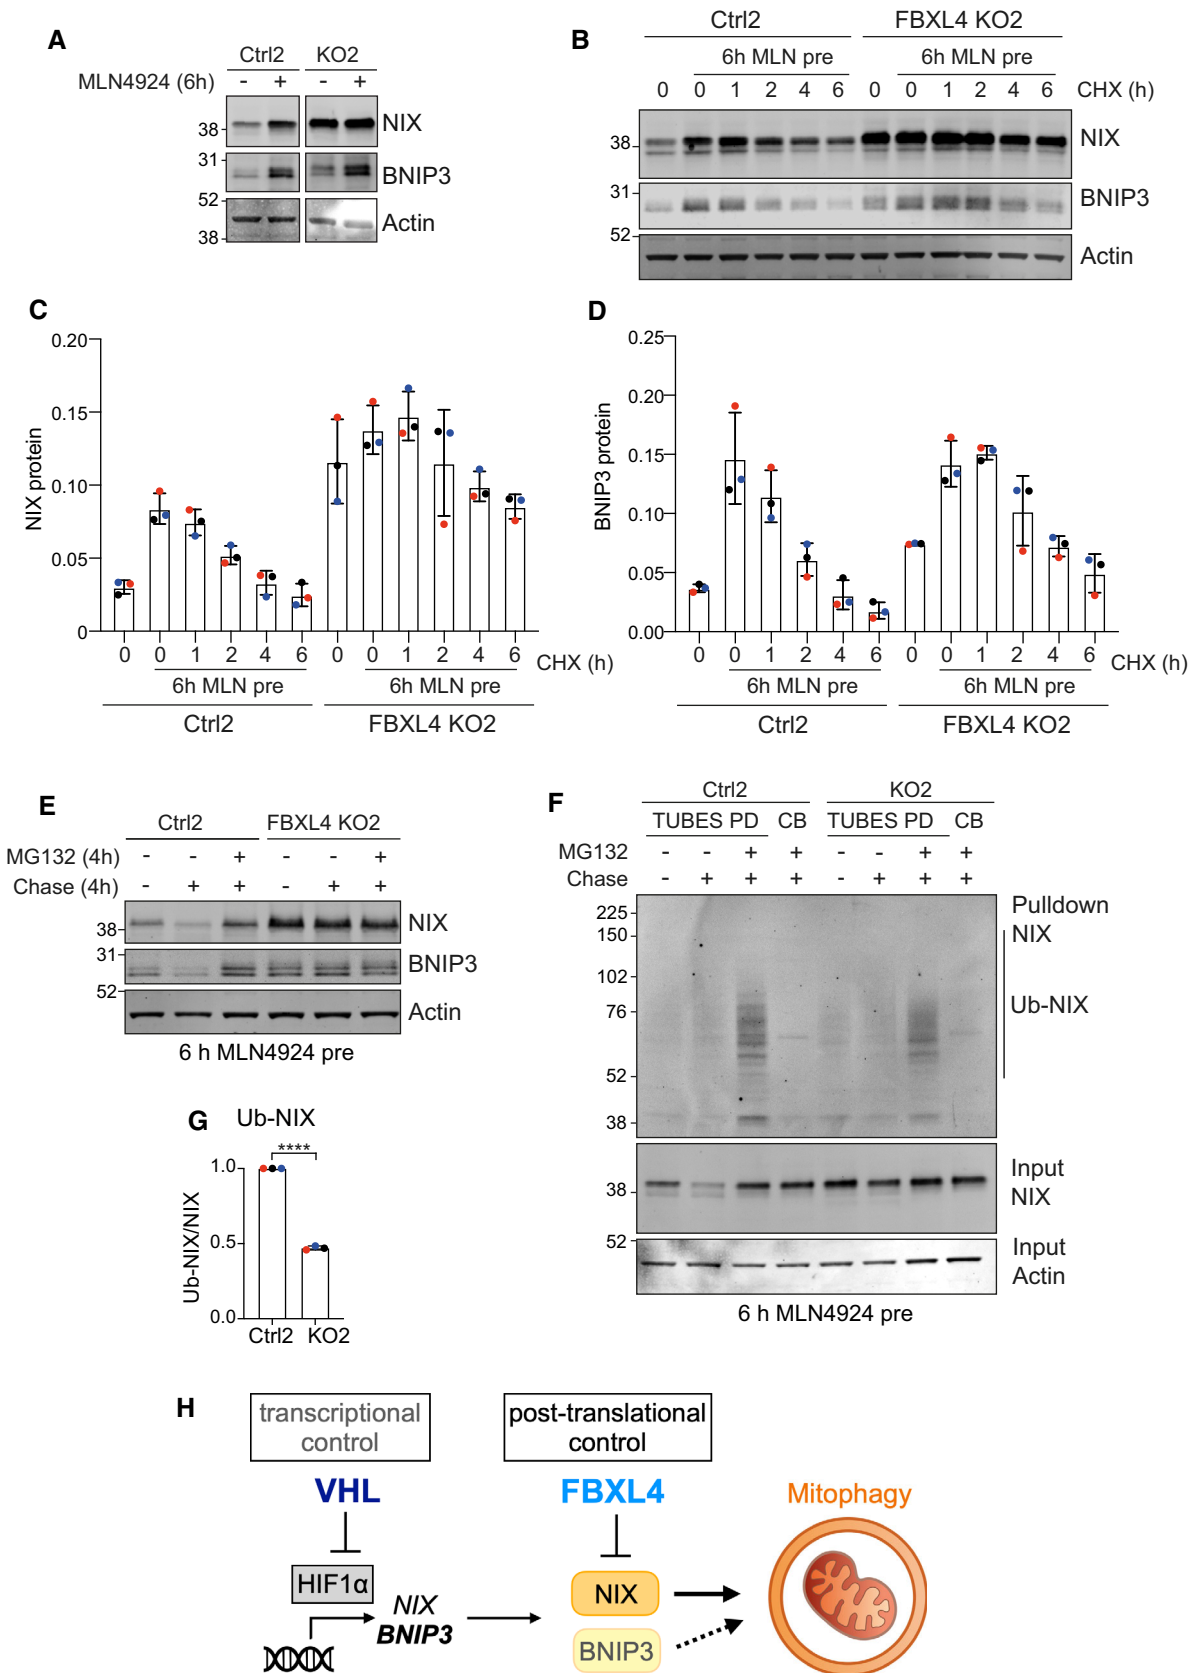 A
Ctrl2 KO2
MLN4924 (6h) - + - +
38 NIX
31 BNIP3
52
38 Actin
B
Ctrl2 FBXL4 KO2
6h MLN pre 6h MLN pre
0 0 1 2 4 6 0 0 1 2 4 6 CHX (h)
38 NIX
31 BNIP3
52 Actin
C
NIX protein
0.20
0.15
0.10
0.05
0
0 0 1 2 4 6 0 0 1 2 4 6 CHX (h)
6h MLN pre 6h MLN pre
Ctrl2 FBXL4 KO2
D
BNIP3 protein
0.25
0.20
0.15
0.10
0.05
0.00
0 0 1 2 4 6 0 0 1 2 4 6 CHX (h)
6h MLN pre 6h MLN pre
Ctrl2 FBXL4 KO2
E
Ctrl2 FBXL4 KO2
MG132 (4h) - - + - - +
Chase (4h) - + + - + +
38 NIX
31 BNIP3
52 Actin
6 h MLN4924 pre
F
Ctrl2 KO2
TUBES PD CB TUBES PD CB
MG132 - - + + - - + +
Chase - + + + - + + +
225
150
102
76
52
38
Pulldown
NIX
Ub-NIX
38
Input
NIX
52
Input
Actin
6 h MLN4924 pre
G
Ub-NIX
****
Ub-NIX/NIX
1.0
0.5
0.0
Ctrl2 KO2
H
transcriptional
control
VHL
HIF1α
NIX
BNIP3
post-translational
control
FBXL4
NIX
BNIP3
Mitophagy